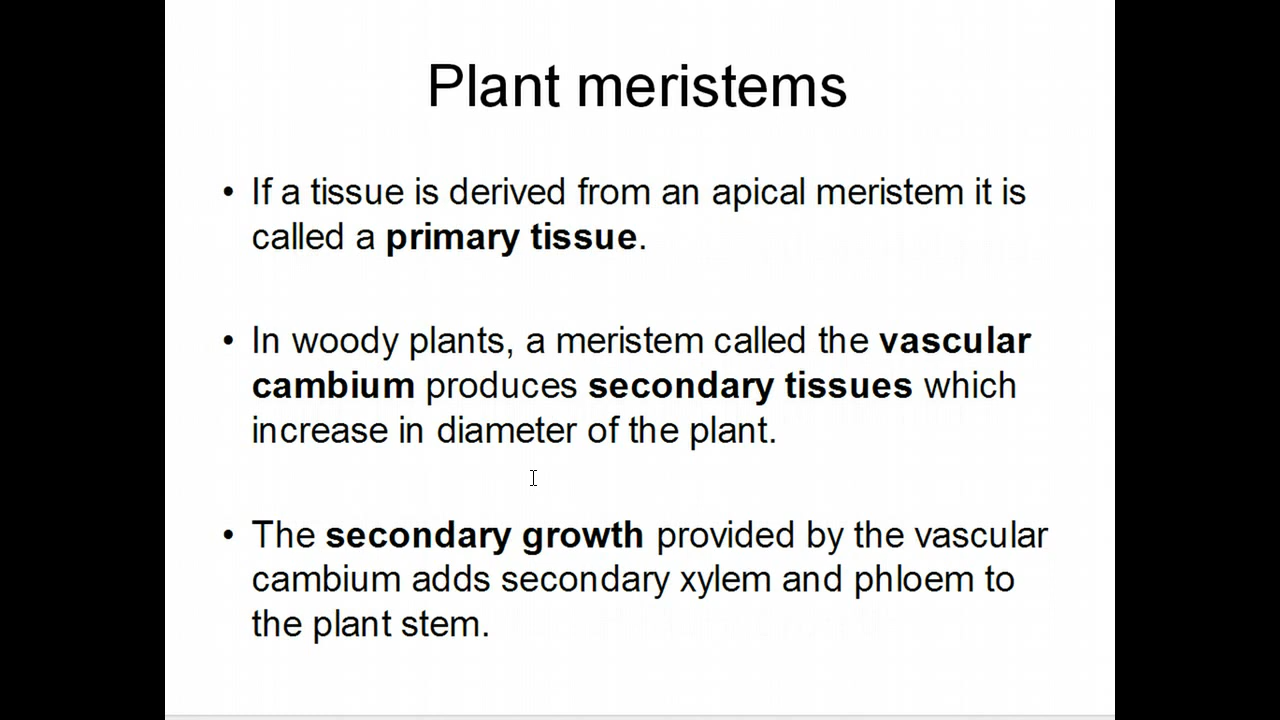 Plant meristems
• If a tissue is derived from an apical meristem it is
called a primary tissue.
• In woody plants, a meristem called the vascular
cambium produces secondary tissues which
increase in diameter of the plant.
• The secondary growth provided by the vascular
cambium adds secondary xylem and phloem to
the plant stem.